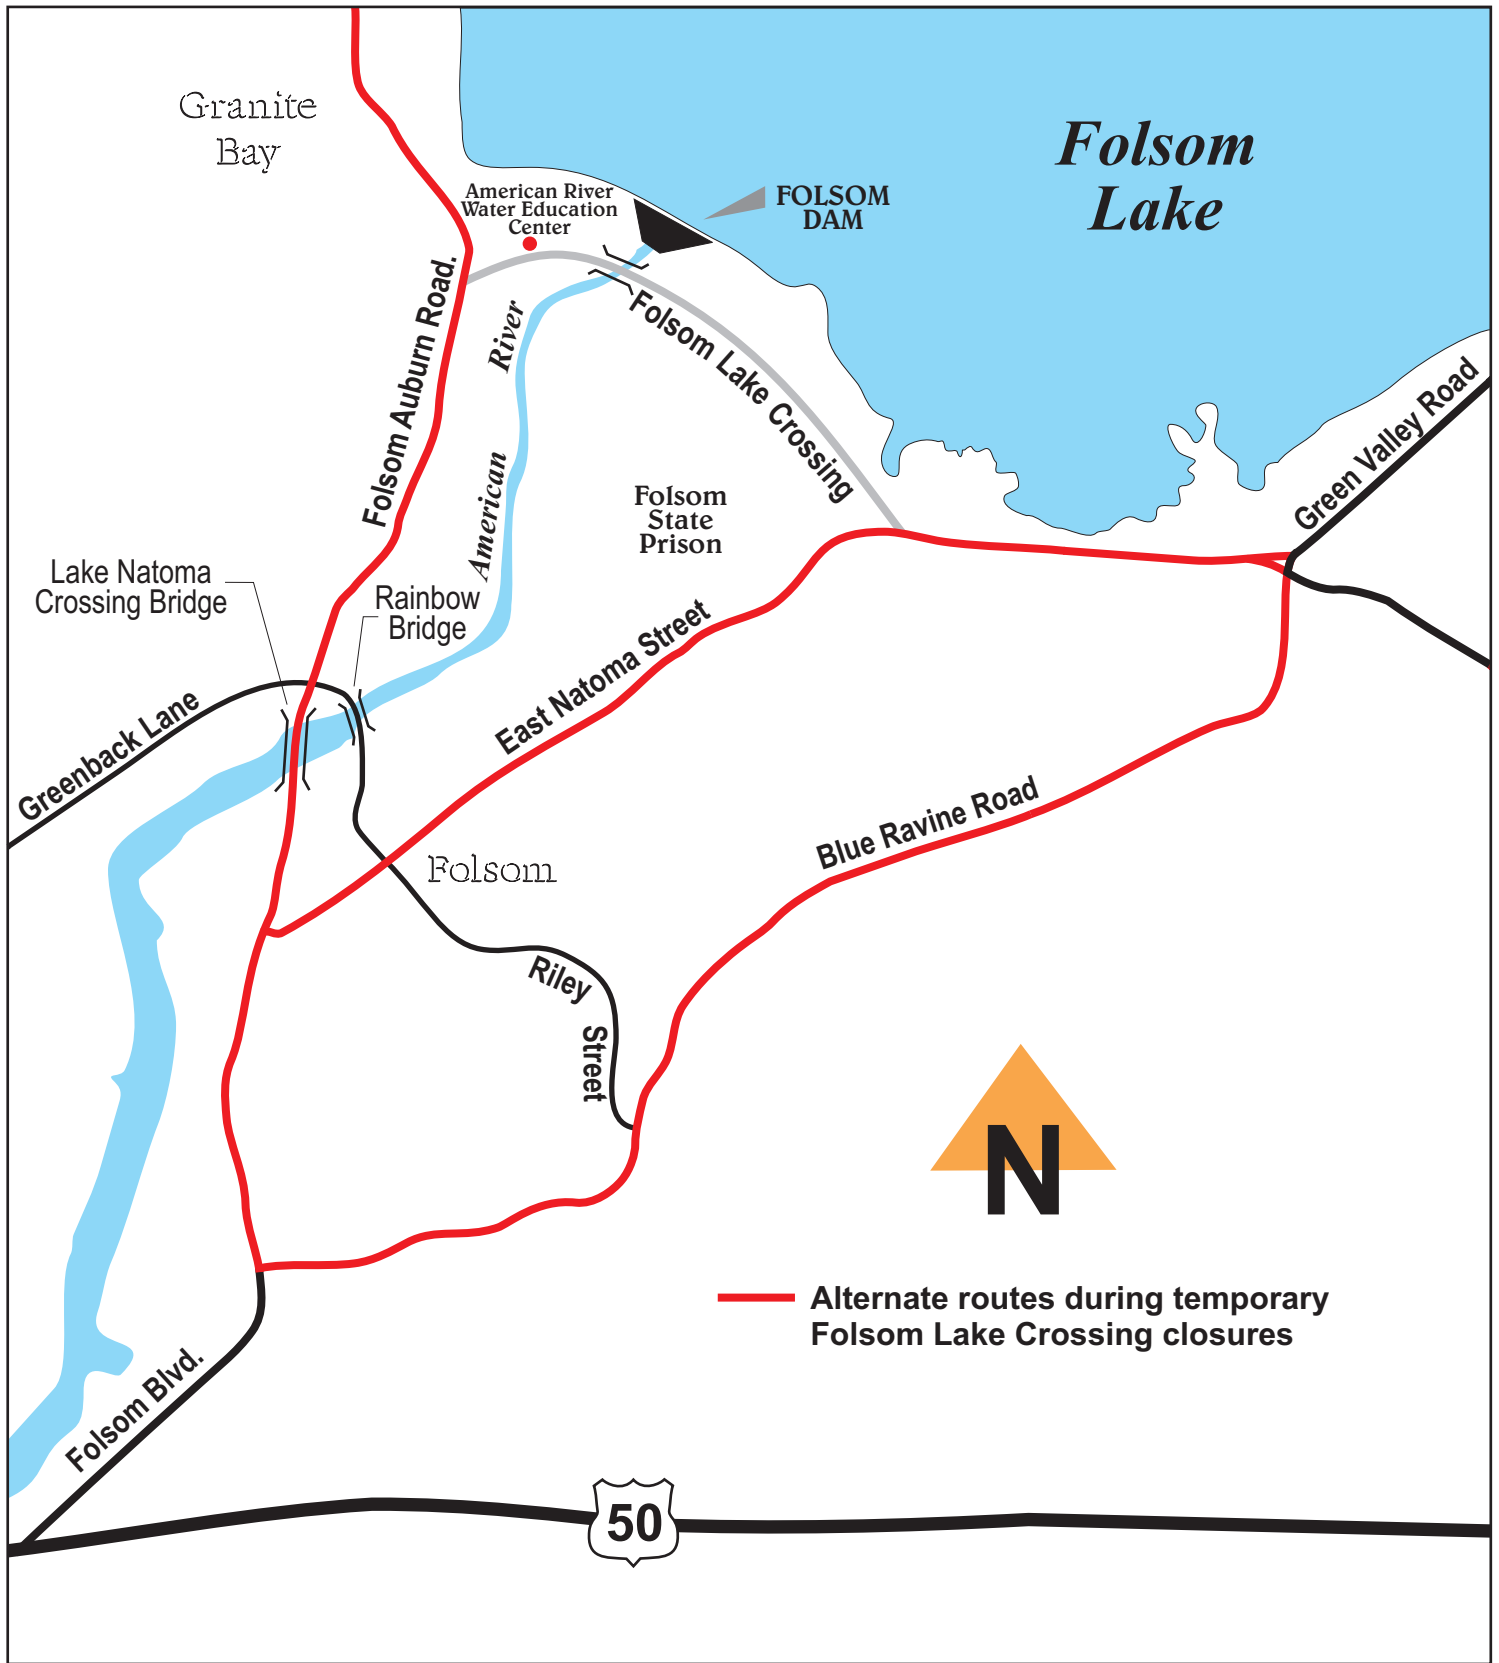 Granite
Bay
Folsom
Lake
American River
Water Education
Center
FOLSOM
DAM
Folsom Auburn Road.
River
American
Folsom Lake Crossing
Green Valley Road
Folsom
State
Prison
Lake Natoma
Crossing Bridge
Rainbow
Bridge
East Natoma Street
Greenback Lane
Blue Ravine Road
Folsom
Riley
Street
N
Alternate routes during temporary
Folsom Lake Crossing closures
Folsom Blvd.
50